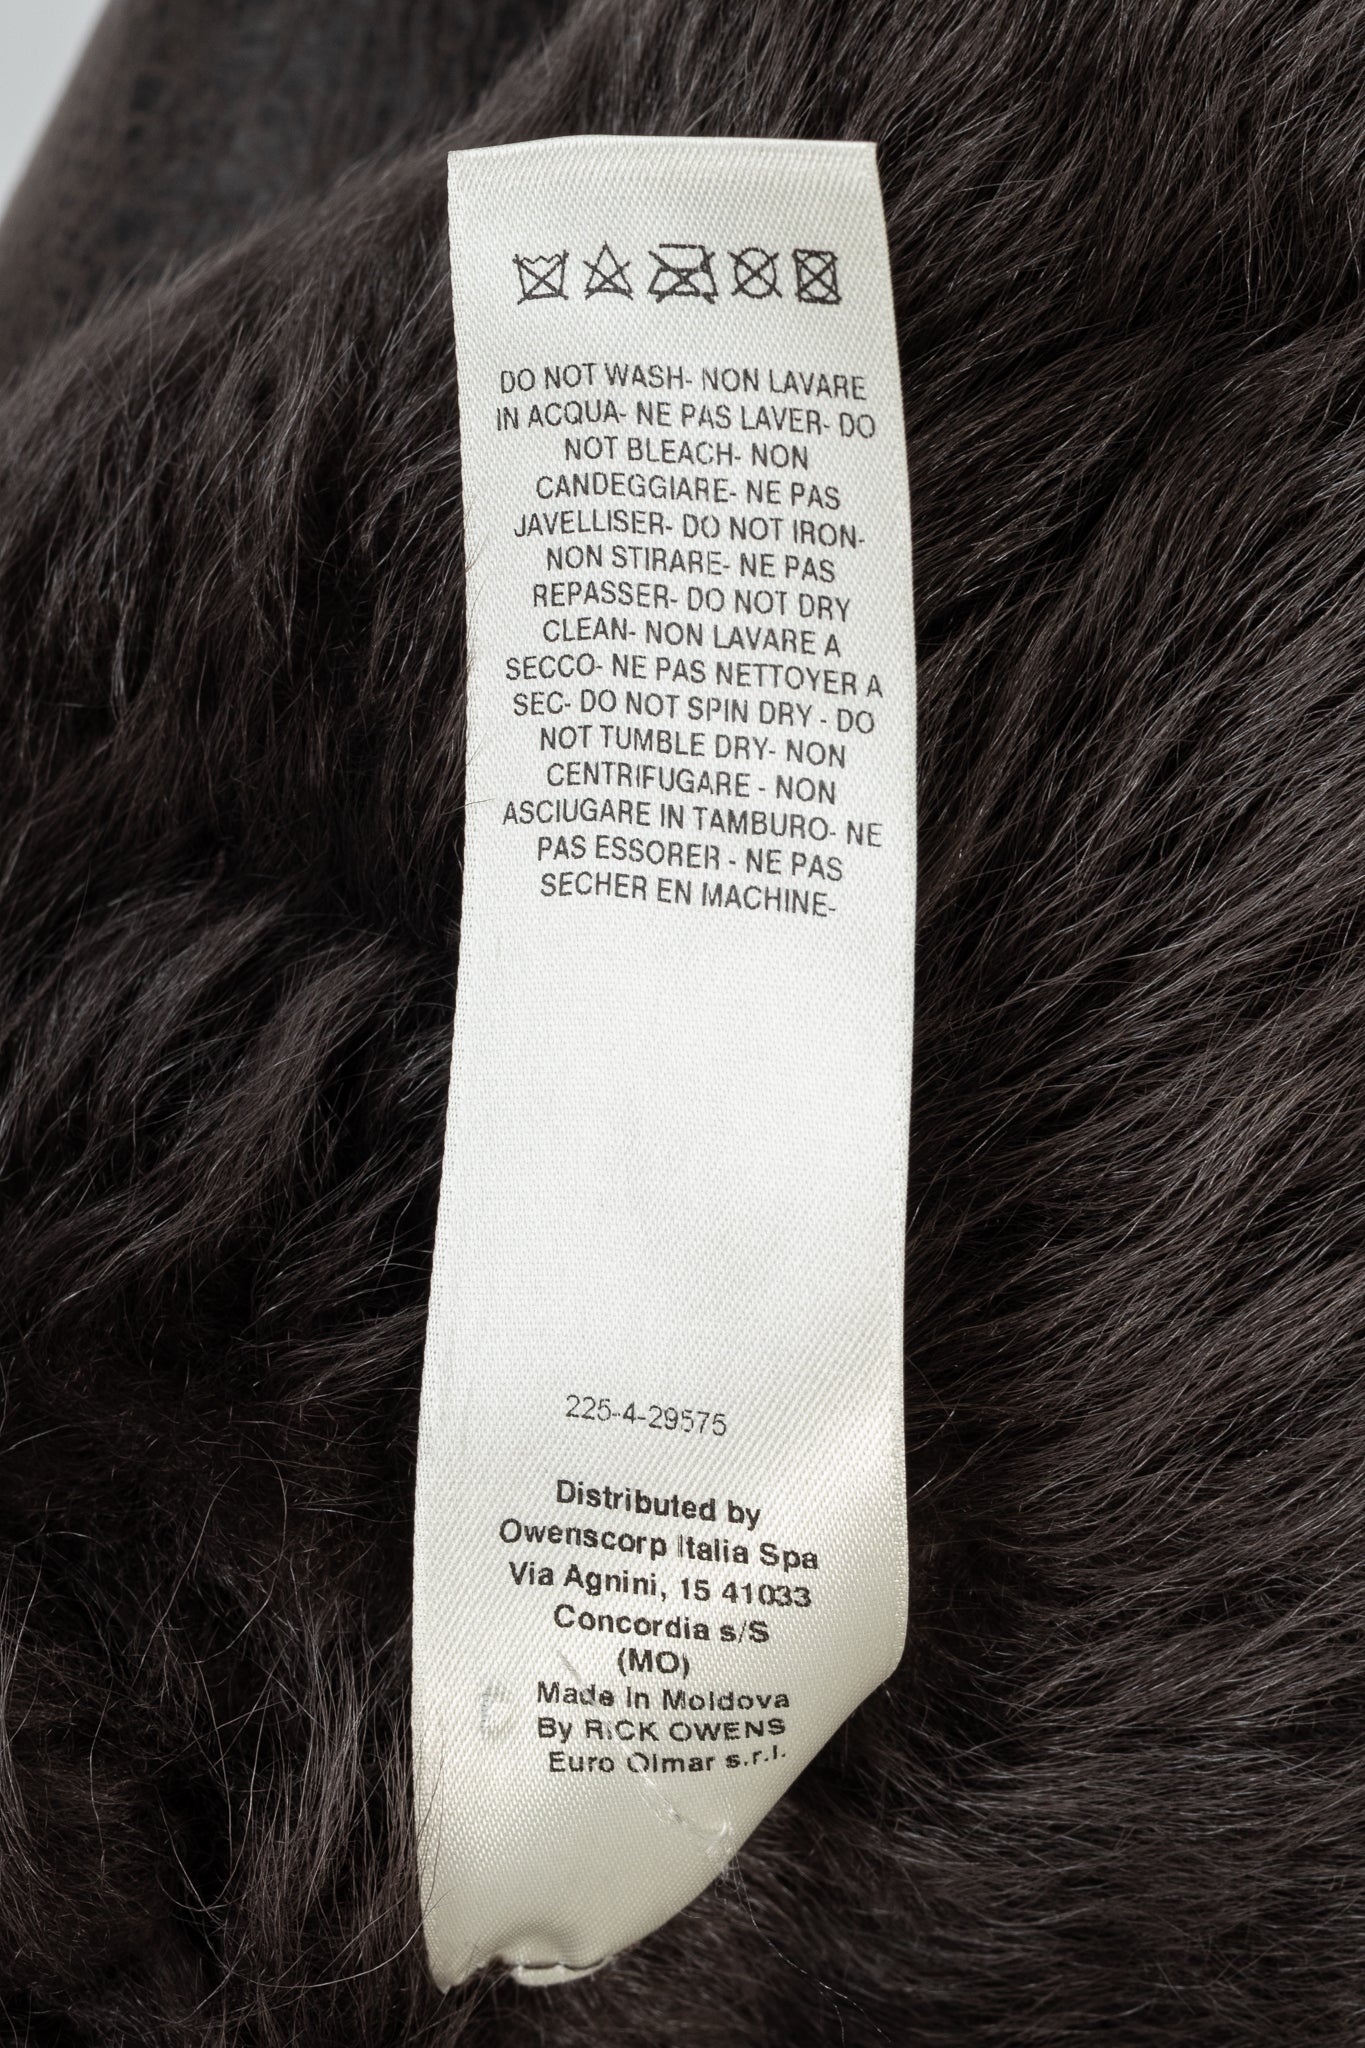 DO NOT WASH- NON LAVARE
IN ACQUA- NE PAS LAVER- DO
NOT BLEACH- NON
CANDEGGIARE- NE PAS
JAVELLISER- DO NOT IRON-
NON STIRARE- NE PAS
REPASSER- DO NOT DRY
CLEAN- NON LAVARE A
SECCO- NE PAS NETTOYER A
SEC- DO NOT SPIN DRY - DO
NOT TUMBLE DRY- NON
CENTRIFUGARE - NON
ASCIUGARE IN TAMBURO- NE
PAS ESSORER - NE PAS
SECHER EN MACHINE-
225-4-29575
Distributed by
Owenscorp Italia Spa
Via Agnini, 15 41033
Concordia s/S
(MO)
Made in Moldova
By RICK OWENS
Euro Olmar s.r.l.